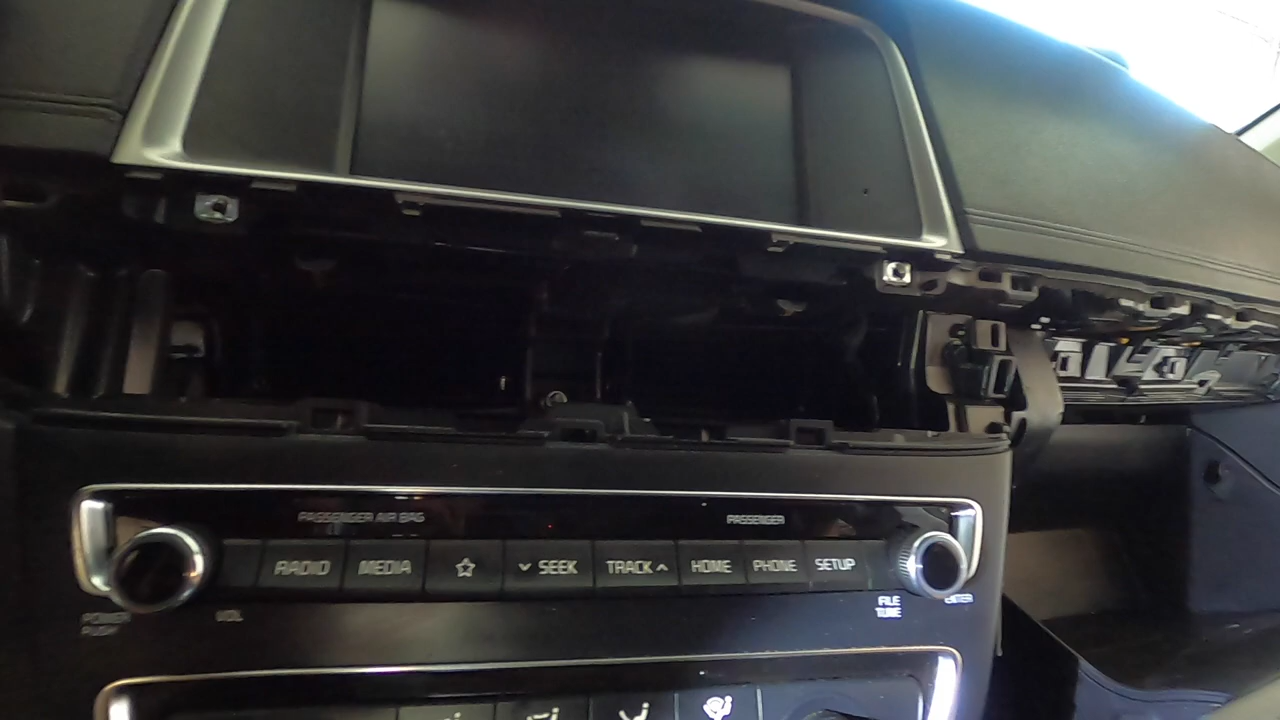 PASSENGER AIR BAG
PASSENGER
RADIO MEDIA SEEK TRACK HOME PHONE SETUP
POWER
PUSH
VOL
FILE
TUNE
ENTER